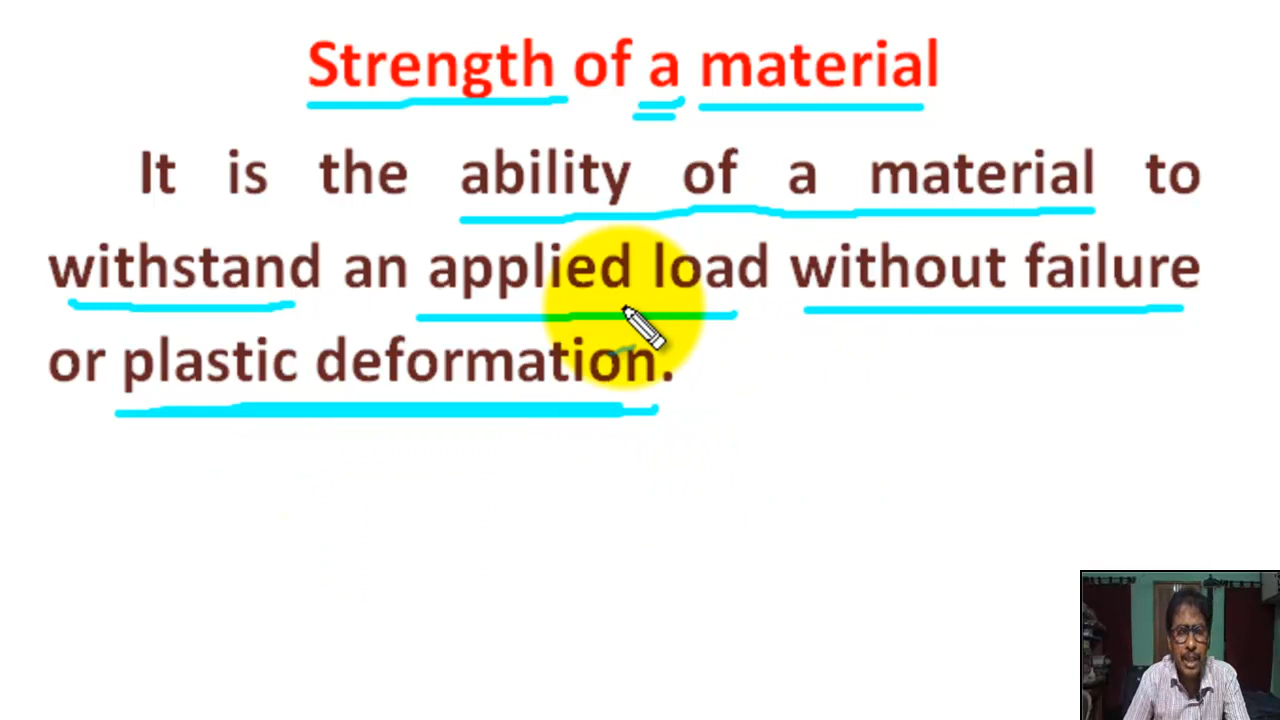 Strength of a material
It is the ability of a material to
withstand an applied load without failure
or plastic deformation.